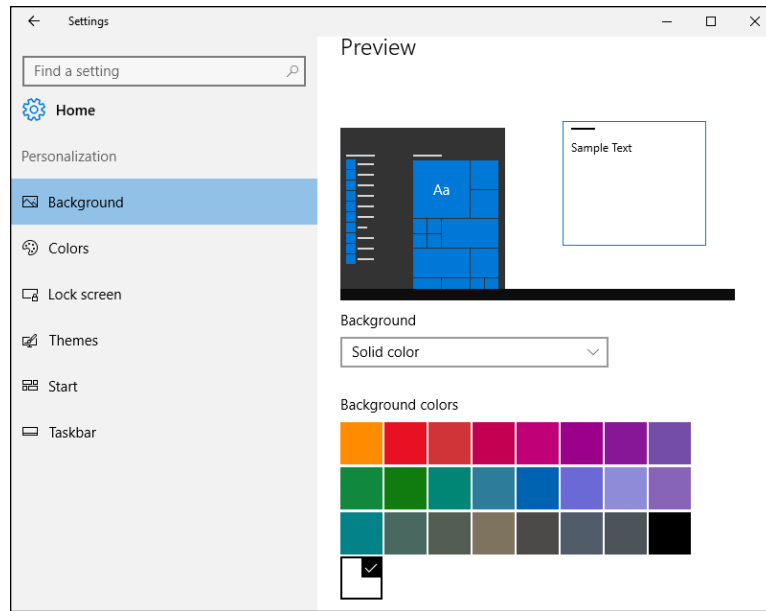 Settings
Find a setting
Home
Personalization
Background
Colors
Lock screen
Themes
Start
Taskbar
Preview
Aa
Sample Text
Background
Solid color
Background colors